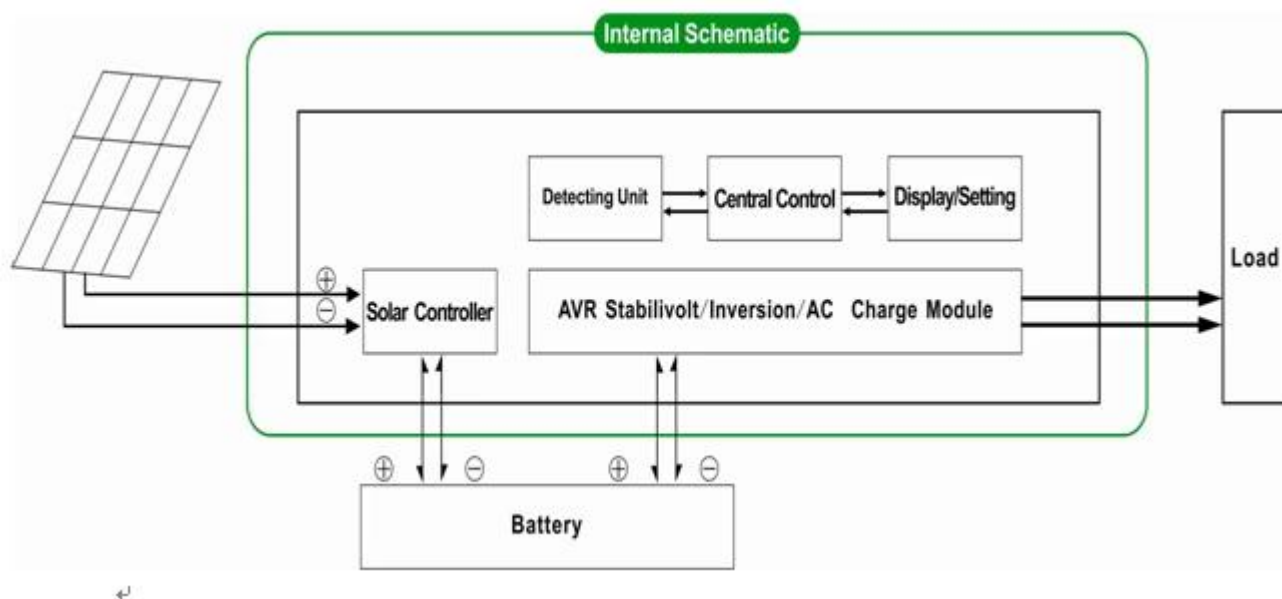 Internal Schematic
Detecting Unit
Central Control
Display/Setting
Load
⊕
⊖
Solar Controller
AVR Stabilivolt/Inversion/AC Charge Module
⊕ ⊖ ⊕ ⊖
Battery
↵